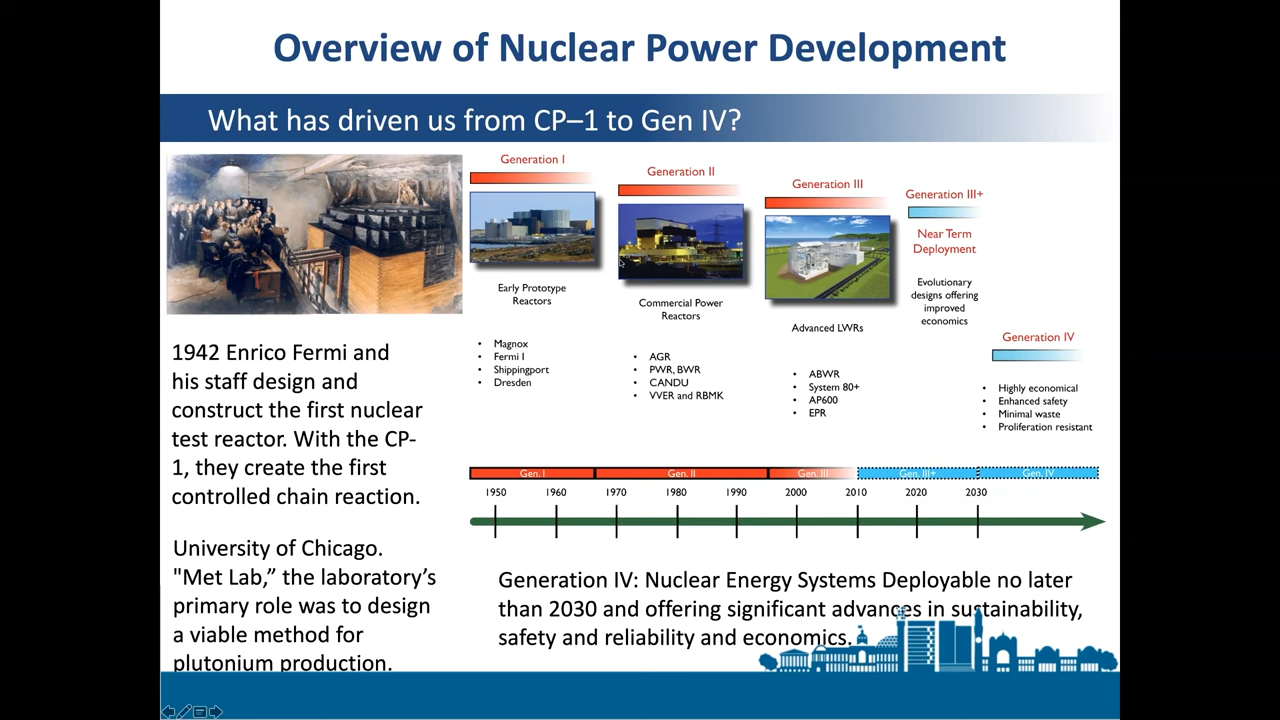 Overview of Nuclear Power Development
What has driven us from CP–1 to Gen IV?
Generation I
Early Prototype
Reactors
• Magnox
• Fermi I
• Shippingport
• Dresden
Generation II
Commercial Power
Reactors
• AGR
• PWR, BWR
• CANDU
• VVER and RBMK
Generation III
Advanced LWRs
• ABWR
• System 80+
• AP600
• EPR
Generation III+
Near Term
Deployment
Evolutionary
designs offering
improved
economics
Generation IV
• Highly economical
• Enhanced safety
• Minimal waste
• Proliferation resistant
Gen. I Gen. II Gen. III Gen. III+ Gen. IV
1950 1960 1970 1980 1990 2000 2010 2020 2030
1942 Enrico Fermi and
his staff design and
construct the first nuclear
test reactor. With the CP-
1, they create the first
controlled chain reaction.
University of Chicago.
"Met Lab,” the laboratory’s
primary role was to design
a viable method for
plutonium production.
Generation IV: Nuclear Energy Systems Deployable no later
than 2030 and offering significant advances in sustainability,
safety and reliability and economics.